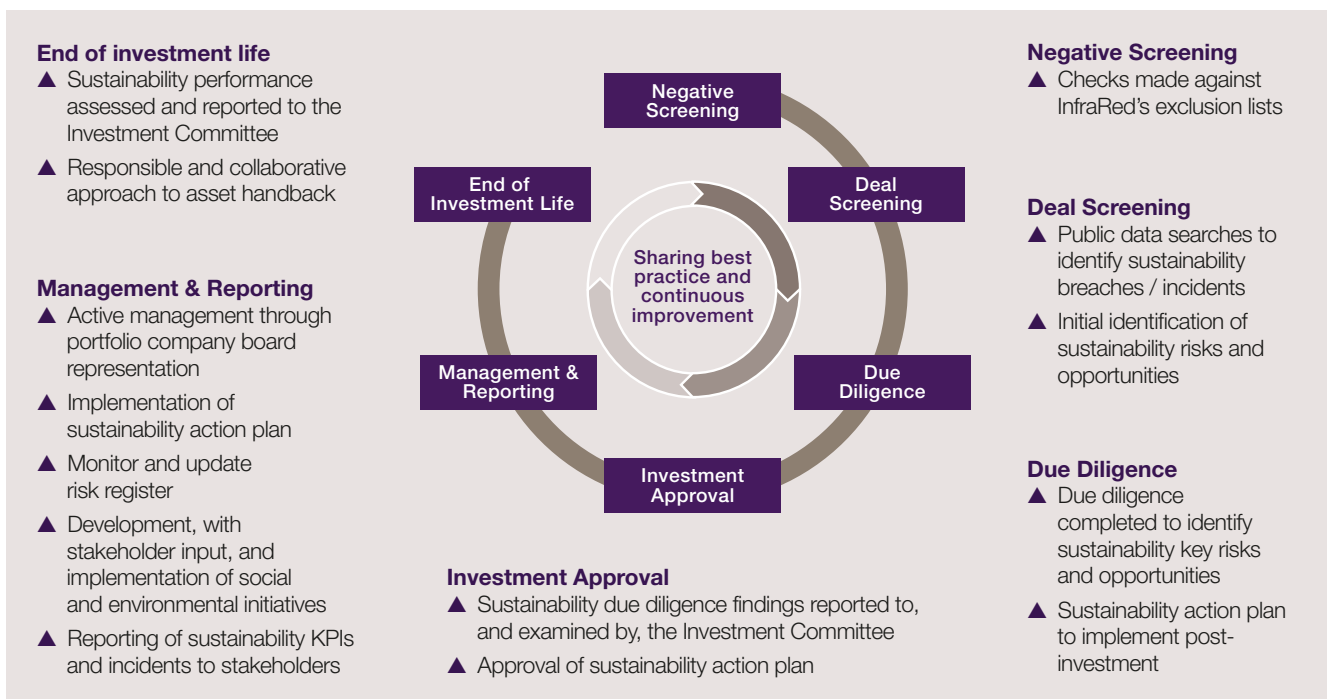 End of investment life
▲ Sustainability performance
assessed and reported to the
Investment Committee
▲ Responsible and collaborative
approach to asset handback
Management & Reporting
▲ Active management through
portfolio company board
representation
▲ Implementation of
sustainability action plan
▲ Monitor and update
risk register
▲ Development, with
stakeholder input, and
implementation of social
and environmental initiatives
▲ Reporting of sustainability KPIs
and incidents to stakeholders
Negative
Screening
Deal
Screening
Due
Diligence
Investment
Approval
Management &
Reporting
End of
Investment Life
Sharing best
practice and
continuous
improvement
Investment Approval
▲ Sustainability due diligence findings reported to,
and examined by, the Investment Committee
▲ Approval of sustainability action plan
Negative Screening
▲ Checks made against
InfraRed’s exclusion lists
Deal Screening
▲ Public data searches to
identify sustainability
breaches / incidents
▲ Initial identification of
sustainability risks and
opportunities
Due Diligence
▲ Due diligence
completed to identify
sustainability key risks
and opportunities
▲ Sustainability action plan
to implement post-
investment